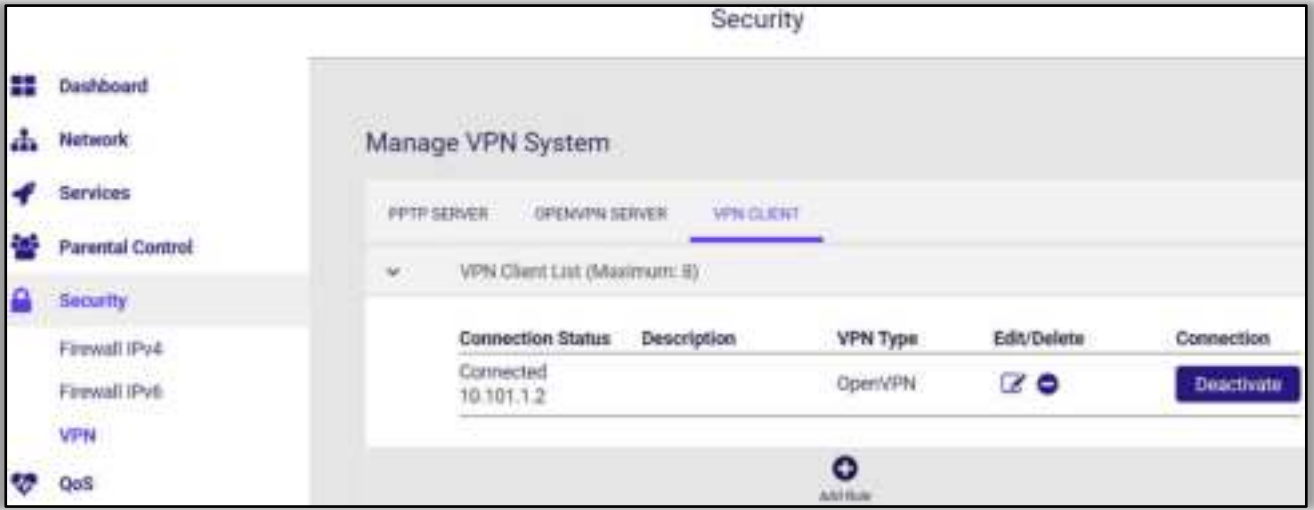 Security
Dashboard
Network
Services
Parental Control
Security
Firewall IPv4
Firewall IPv6
VPN
QoS
Manage VPN System
PPTP SERVER OPENVPN SERVER VPN CLIENT
VPN Client List (Maximum: 8)
Connection Status Description VPN Type Edit/Delete Connection
Connected
10.101.1.2 OpenVPN Deactivate
Add Rule